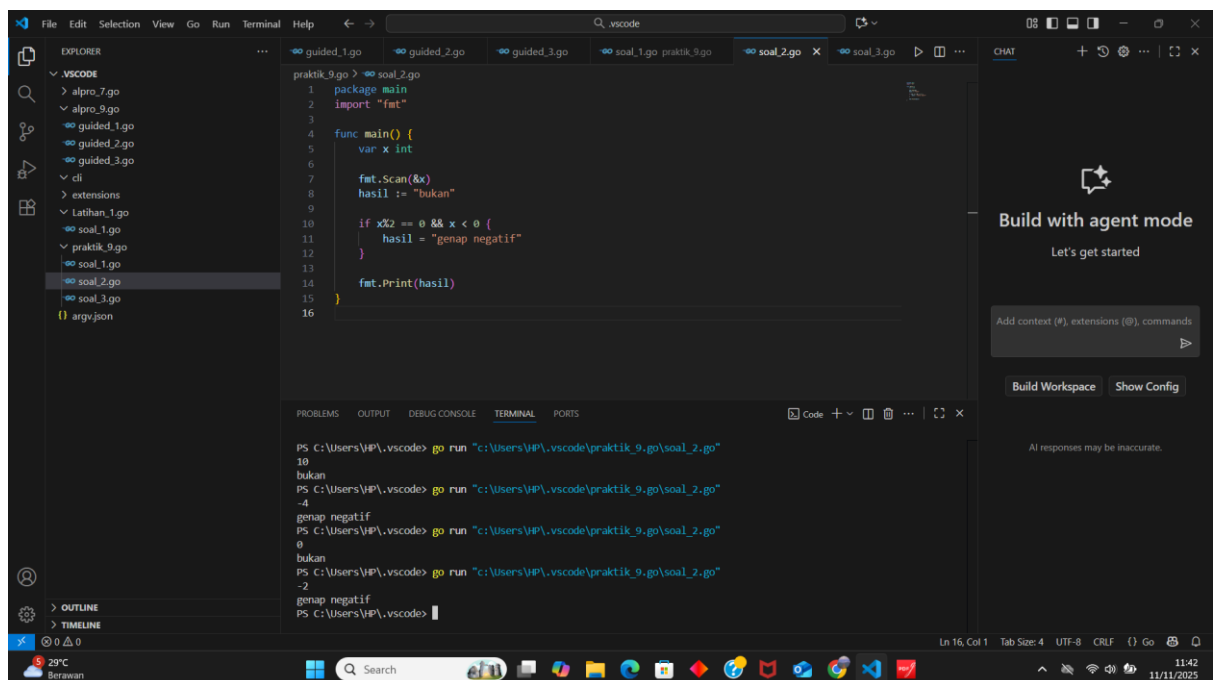 File Edit Selection View Go Run Terminal Help
.vscode
EXPLORER
.VSCODE
alpro_7.go
alpro_9.go
guided_1.go
guided_2.go
guided_3.go
cli
extensions
Latihan_1.go
soal_1.go
praktik_9.go
soal_1.go
soal_2.go
soal_3.go
{} argv.json
OUTLINE
TIMELINE
guided_1.go guided_2.go guided_3.go soal_1.go praktik_9.go soal_2.go soal_3.go
praktik_9.go > soal_2.go
1 package main
2 import "fmt"
3
4 func main() {
5 var x int
6
7 fmt.Scan(&x)
8 hasil := "bukan"
9
10 if x%2 == 0 && x < 0 {
11 hasil = "genap negatif"
12 }
13
14 fmt.Print(hasil)
15 }
16
PROBLEMS OUTPUT DEBUG CONSOLE TERMINAL PORTS
Code
PS C:\Users\HP\.vscode> go run "c:\Users\HP\.vscode\praktik_9.go\soal_2.go"
10
bukan
PS C:\Users\HP\.vscode> go run "c:\Users\HP\.vscode\praktik_9.go\soal_2.go"
-4
genap negatif
PS C:\Users\HP\.vscode> go run "c:\Users\HP\.vscode\praktik_9.go\soal_2.go"
0
bukan
PS C:\Users\HP\.vscode> go run "c:\Users\HP\.vscode\praktik_9.go\soal_2.go"
-2
genap negatif
PS C:\Users\HP\.vscode>
CHAT
Build with agent mode
Let's get started
Add context (#), extensions (@), commands
Build Workspace Show Config
AI responses may be inaccurate.
0 0 Ln 16, Col 1 Tab Size: 4 UTF-8 CRLF {} Go
5 29°C
Berawan
Search
11:42
11/11/2025